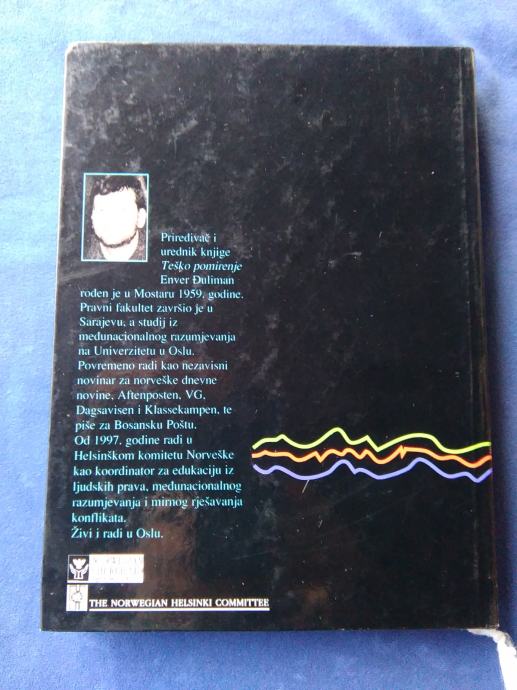 Priređivač i
urednik knjige
Teško pomirenje
Enver Đuliman
rođen je u Mostaru 1959. godine.
Pravni fakultet završio je u
Sarajevu, a studij iz
međunacionalnog razumjevanja
na Univerzitetu u Oslu.
Povremeno radi kao nezavisni
novinar za norveške dnevne
novine, Aftenposten, VG,
Dagsavisen i Klassekampen, te
piše za Bosansku Poštu.
Od 1997. godine radi u
Helsinškom komitetu Norveške
kao koordinator za edukaciju iz
ljudskih prava, međunacionalnog
razumjevanja i mirnog rješavanja
konflikata.
Živi i radi u Oslu.
THE NORWEGIAN HELSINKI COMMITTEE